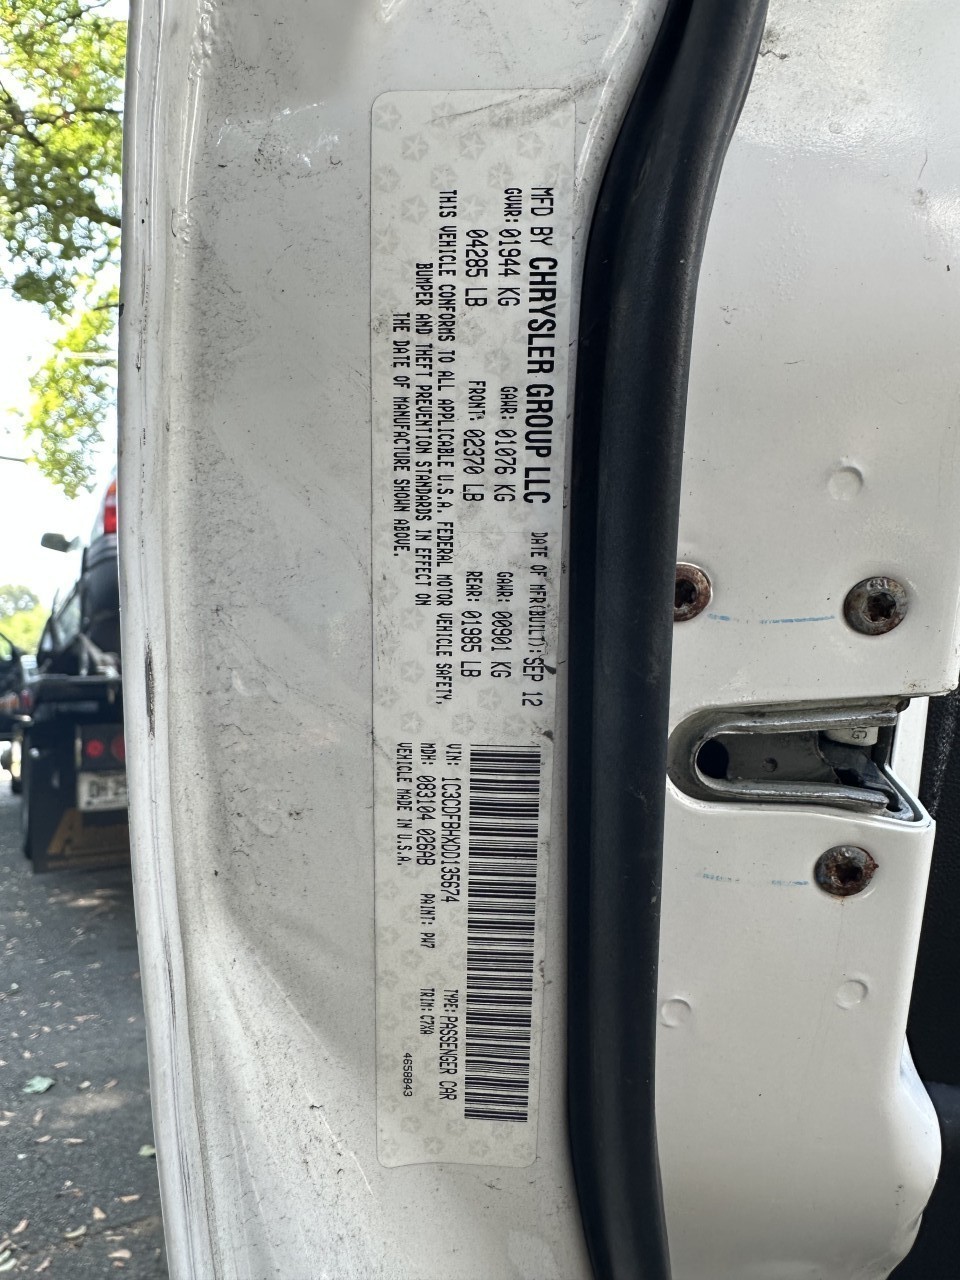 MFD BY CHRYSLER GROUP LLC DATE OF MFR(BUILT): SEP 12
GVWR: 01944 KG GAWR: 01076 KG GAWR: 00901 KG
04285 LB FRONT: 02370 LB REAR: 01985 LB
THIS VEHICLE CONFORMS TO ALL APPLICABLE U.S.A. FEDERAL MOTOR VEHICLE SAFETY,
BUMPER AND THEFT PREVENTION STANDARDS IN EFFECT ON
THE DATE OF MANUFACTURE SHOWN ABOVE.
VIN: 1C3CDFBHXDD135674 TYPE: PASSENGER CAR
MDH: 083104 026AB PAINT: PW7 TRIM: C7XA
VEHICLE MADE IN U.S.A. 4658843